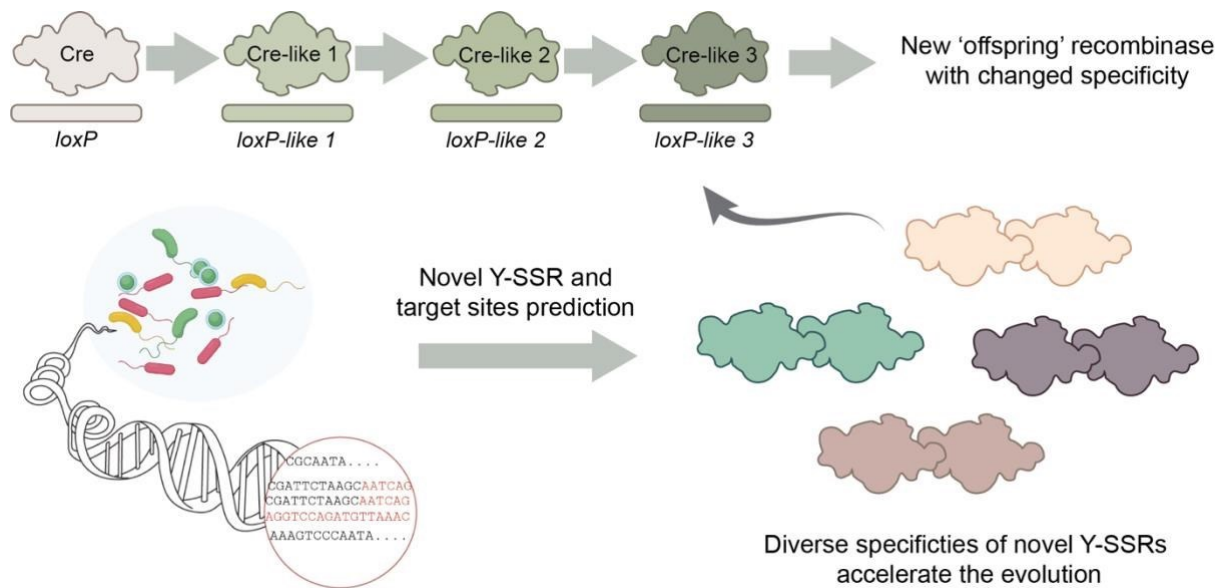 Cre
Cre-like 1
Cre-like 2
Cre-like 3
New ‘offspring’ recombinase
with changed specificity
loxP
loxP-like 1
loxP-like 2
loxP-like 3
Novel Y-SSR and
target sites prediction
CGCAATA....
CGATTCTAAGCAATCAG
CGATTCTAAGCAATCAG
AGGTCCAGATGTTAAAC
AAAGTCCCAATA....
Diverse specificties of novel Y-SSRs
accelerate the evolution